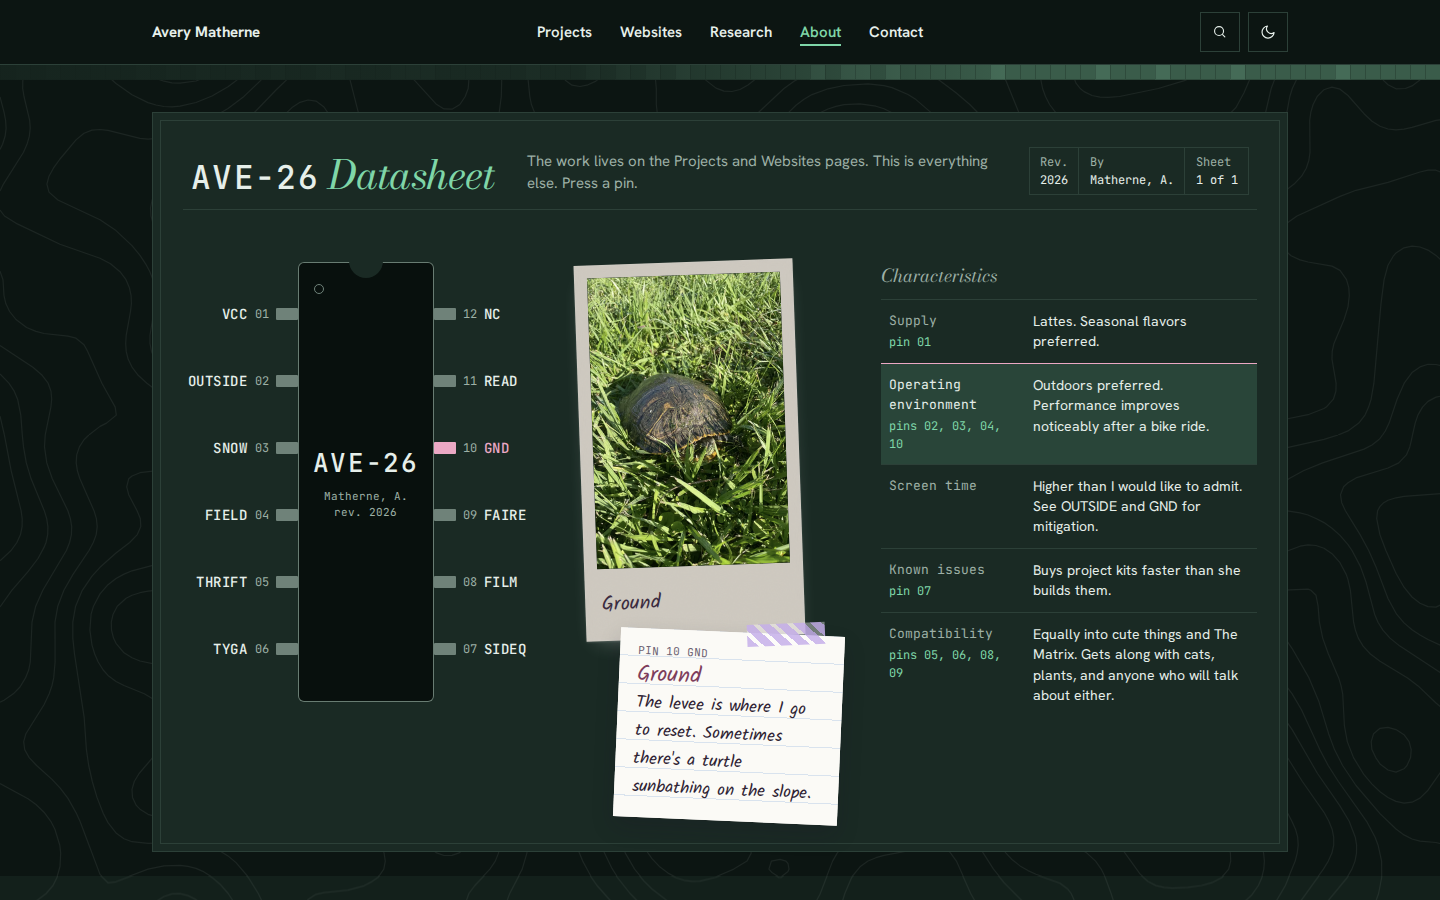 Avery Matherne
Projects Websites Research About Contact
AVE-26 Datasheet
The work lives on the Projects and Websites pages. This is everything
else. Press a pin.
Rev.
2026
By
Matherne, A.
Sheet
1 of 1
VCC 01
OUTSIDE 02
SNOW 03
FIELD 04
THRIFT 05
TYGA 06
AVE-26
Matherne, A.
rev. 2026
12 NC
11 READ
10 GND
09 FAIRE
08 FILM
07 SIDEQ
Ground
PIN 10 GND
Ground
The levee is where I go
to reset. Sometimes
there's a turtle
sunbathing on the slope.
Characteristics
Supply
pin 01
Lattes. Seasonal flavors
preferred.
Operating
environment
pins 02, 03, 04,
10
Outdoors preferred.
Performance improves
noticeably after a bike ride.
Screen time
Higher than I would like to admit.
See OUTSIDE and GND for
mitigation.
Known issues
pin 07
Buys project kits faster than she
builds them.
Compatibility
pins 05, 06, 08,
09
Equally into cute things and The
Matrix. Gets along with cats,
plants, and anyone who will talk
about either.